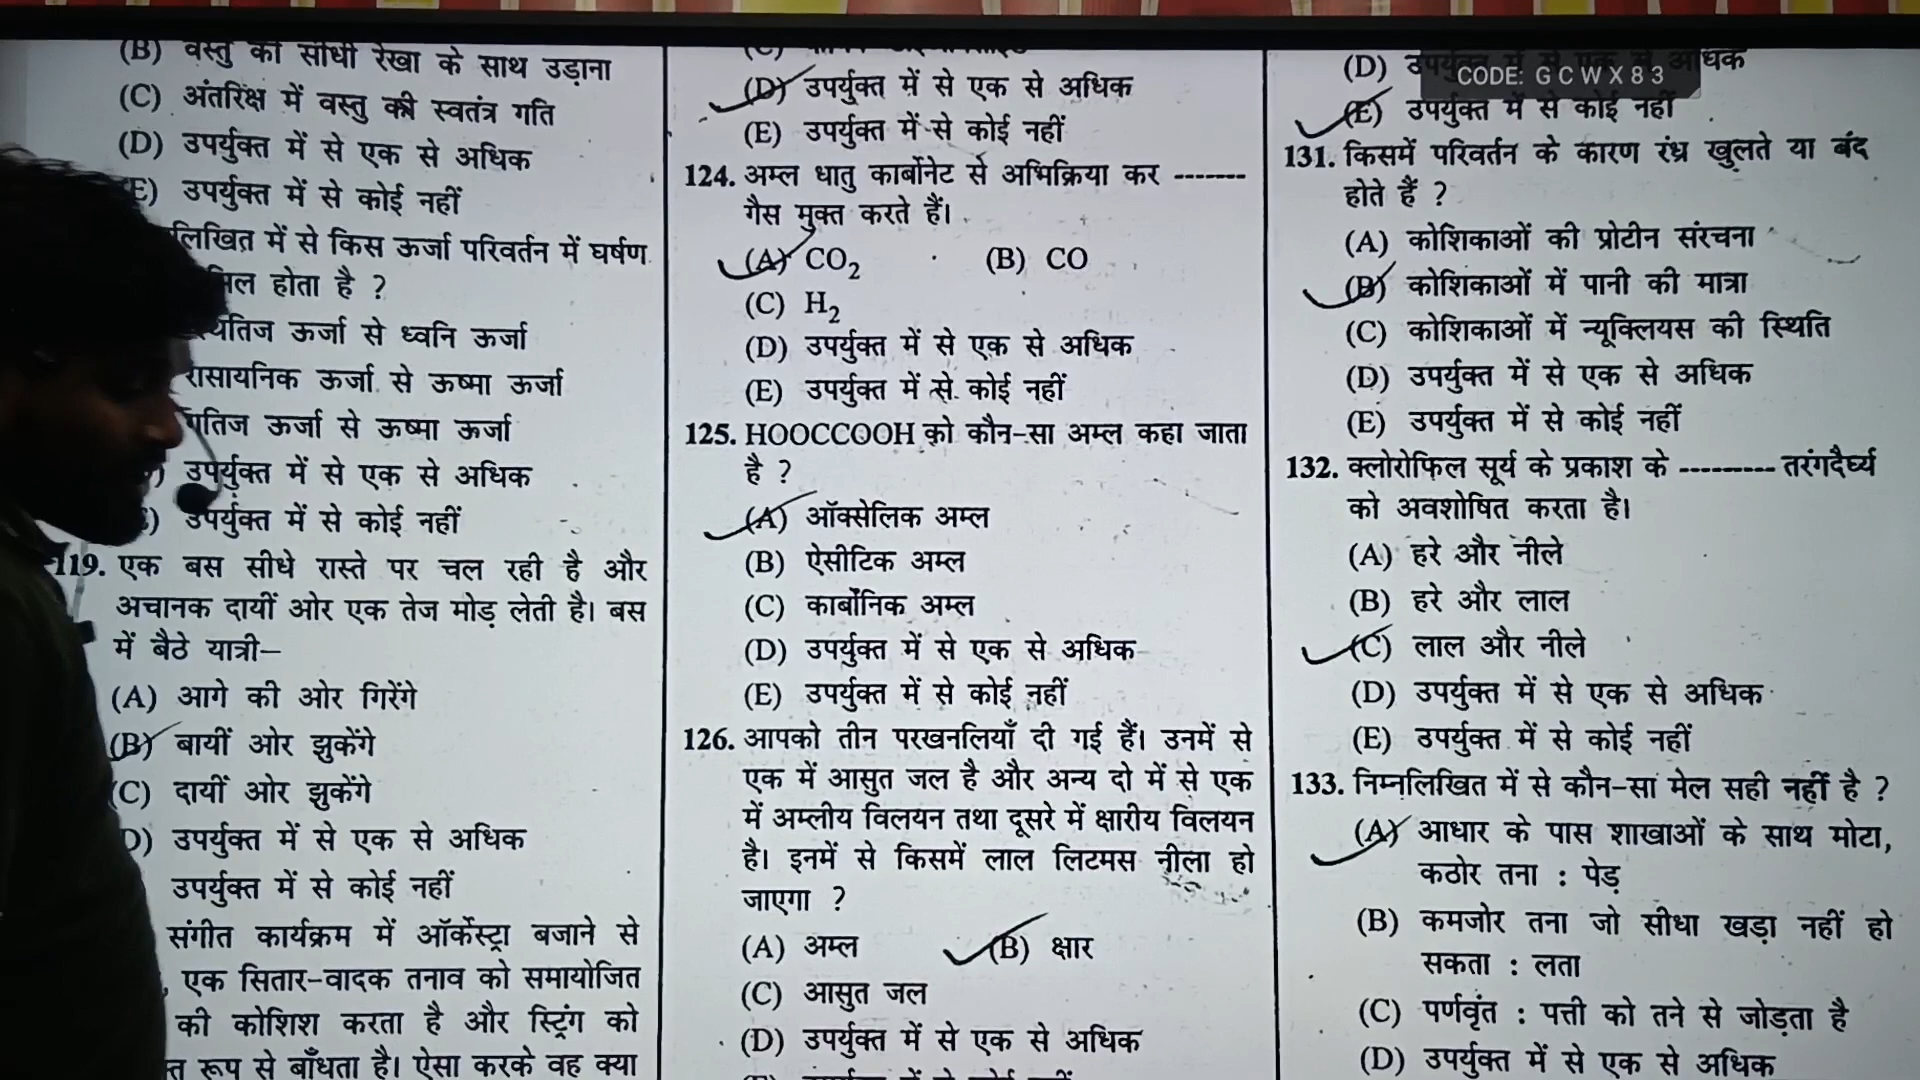 (B) वस्तु को सीधी रेखा के साथ उड़ाना
(C) अंतरिक्ष में वस्तु की स्वतंत्र गति
(D) उपर्युक्त में से एक से अधिक
E) उपर्युक्त में से कोई नहीं
लिखित में से किस ऊर्जा परिवर्तन में घर्षण
होता है ?
ऊर्जा से ध्वनि ऊर्जा
रासायनिक ऊर्जा से ऊष्मा ऊर्जा
ऊर्जा से ऊष्मा ऊर्जा
) उपर्युक्त में से एक से अधिक
) उपर्युक्त में से कोई नहीं
119. एक बस सीधे रास्ते पर चल रही है और
अचानक दायीं ओर एक तेज मोड़ लेती है। बस
में बैठे यात्री–
(A) आगे की ओर गिरेंगे
(B) बायीं ओर झुकेंगे
(C) दायीं ओर झुकेंगे
D) उपर्युक्त में से एक से अधिक
उपर्युक्त में से कोई नहीं
संगीत कार्यक्रम में ऑर्केस्ट्रा बजाने से
, एक सितार-वादक तनाव को समायोजित
की कोशिश करता है और स्ट्रिंग को
रूप से बाँधता है। ऐसा करके वह क्या
(D) उपर्युक्त में से एक से अधिक
(E) उपर्युक्त में से कोई नहीं
124. अम्ल धातु कार्बोनेट से अभिक्रिया कर -------
गैस मुक्त करते हैं।
(A) CO₂ (B) CO
(C) H₂
(D) उपर्युक्त में से एक से अधिक
(E) उपर्युक्त में से कोई नहीं
125. HOOCCOOH को कौन-सा अम्ल कहा जाता
है ?
(A) ऑक्सेलिक अम्ल
(B) ऐसीटिक अम्ल
(C) कार्बोनिक अम्ल
(D) उपर्युक्त में से एक से अधिक
(E) उपर्युक्त में से कोई नहीं
126. आपको तीन परखनलियाँ दी गई हैं। उनमें से
एक में आसुत जल है और अन्य दो में से एक
में अम्लीय विलयन तथा दूसरे में क्षारीय विलयन
है। इनमें से किसमें लाल लिटमस नीला हो
जाएगा ?
(A) अम्ल (B) क्षार
(C) आसुत जल
(D) उपर्युक्त में से एक से अधिक
(D) उपर्युक्त में से एक से अधिक
CODE: GCWX83
(E) उपर्युक्त में से कोई नहीं
131. किसमें परिवर्तन के कारण रंध्र खुलते या बंद
होते हैं ?
(A) कोशिकाओं की प्रोटीन संरचना
(B) कोशिकाओं में पानी की मात्रा
(C) कोशिकाओं में न्यूक्लियस की स्थिति
(D) उपर्युक्त में से एक से अधिक
(E) उपर्युक्त में से कोई नहीं
132. क्लोरोफिल सूर्य के प्रकाश के --------- तरंगदैर्घ्य
को अवशोषित करता है।
(A) हरे और नीले
(B) हरे और लाल
(C) लाल और नीले
(D) उपर्युक्त में से एक से अधिक
(E) उपर्युक्त में से कोई नहीं
133. निम्नलिखित में से कौन-सा मेल सही नहीं है ?
(A) आधार के पास शाखाओं के साथ मोटा,
कठोर तना : पेड़
(B) कमजोर तना जो सीधा खड़ा नहीं हो
सकता : लता
(C) पर्णवृंत : पत्ती को तने से जोड़ता है
(D) उपर्युक्त में से एक से अधिक